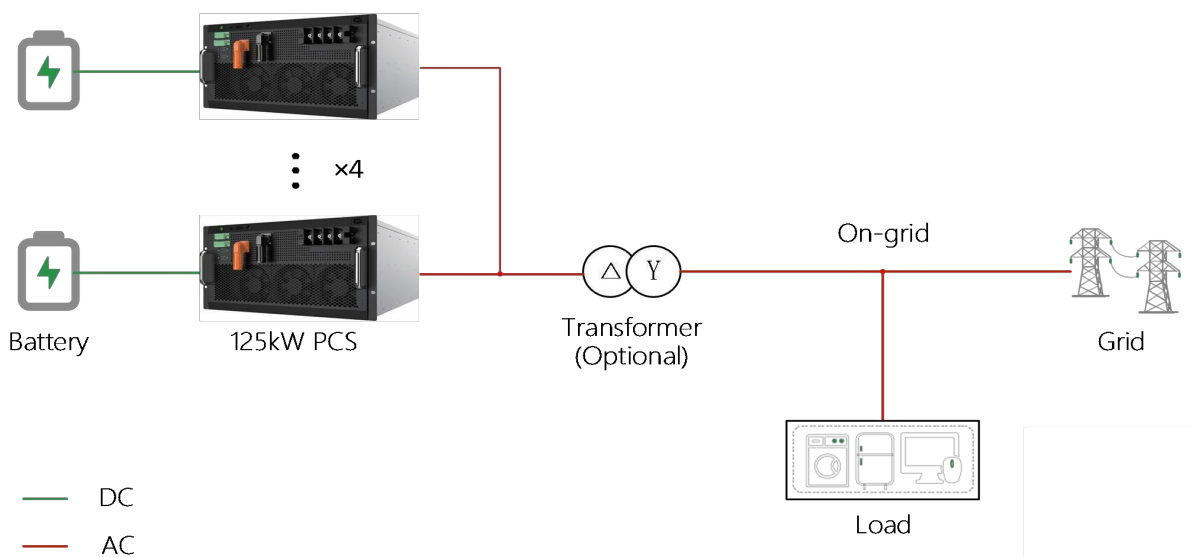 ×4
On-grid
Battery
125kW PCS
Transformer
(Optional)
Grid
Δ
Y
Load
DC
AC